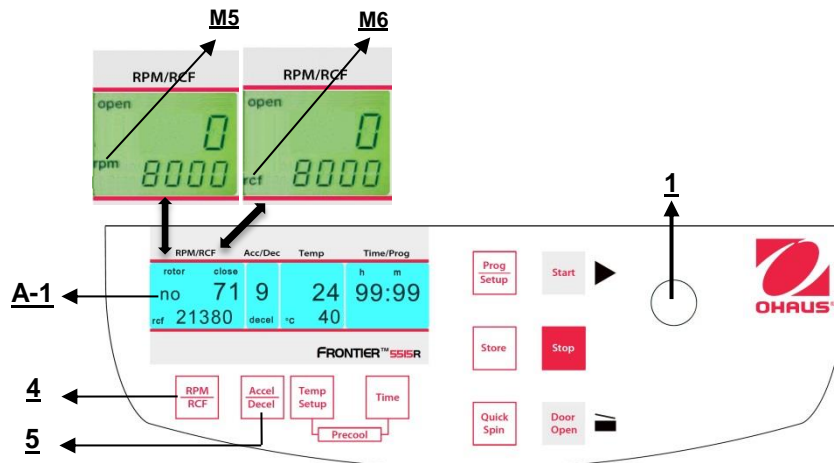 M5
M6
RPM/RCF
RPM/RCF
open
0
rpm 8000
open
0
rcf 8000
1
RPM/RCF Acc/Dec Temp Time/Prog
rotor close h m
no 71 9 24 99:99
rcf 21380 decel °C 40
A-1
FRONTIER™ 5515R
Prog
Setup
Start
OHAUS®
Store
Stop
4
RPM
RCF
Accel
Decel
Temp
Setup
Time
5
Precool
Quick
Spin
Door
Open